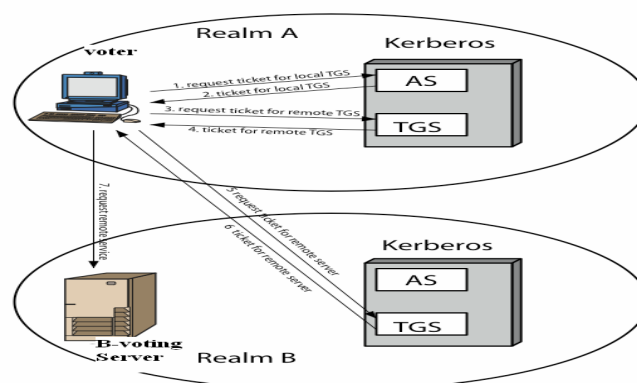 Realm A
voter
Kerberos
1. request ticket for local TGS
AS
2. ticket for local TGS
3. request ticket for remote TGS
TGS
4. ticket for remote TGS
7. request remote service
5 request ticket for remote server
6 ticket for remote server
Kerberos
AS
TGS
B-voting
Server
Realm B